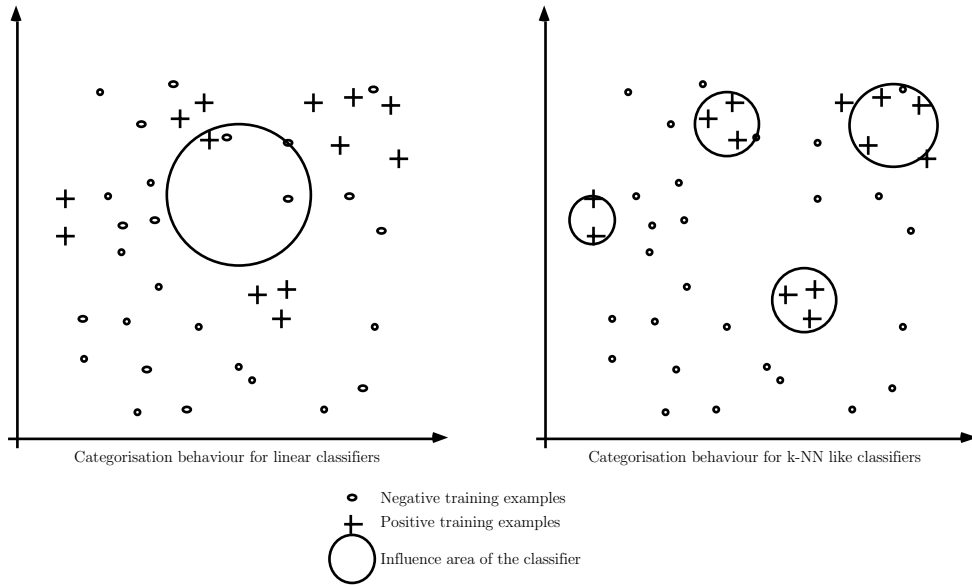 Categorisation behaviour for linear classifiers
Categorisation behaviour for k-NN like classifiers
Negative training examples
Positive training examples
Influence area of the classifier